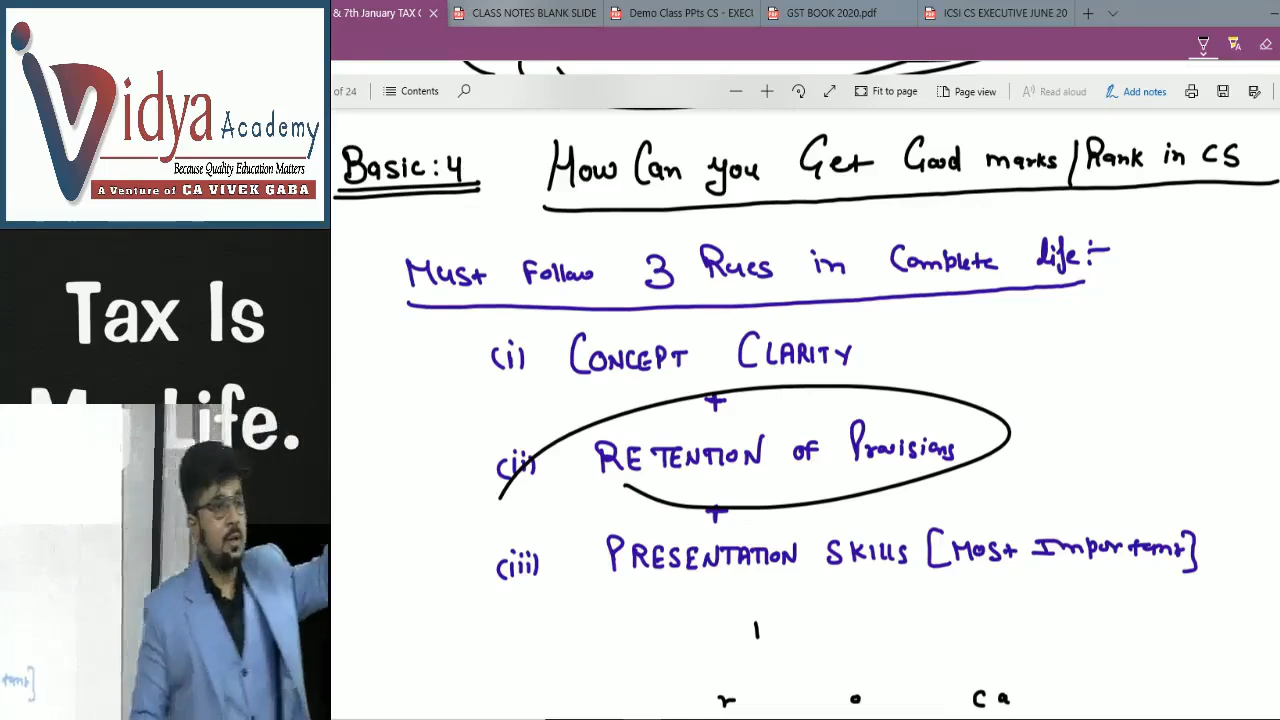 & 7th January TAX C
CLASS NOTES BLANK SLIDE
Demo Class PPts CS - EXECU
GST BOOK 2020.pdf
ICSI CS EXECUTIVE JUNE 20
of 24
Contents
Fit to page
Page view
Read aloud
Add notes
Vidya Academy
Because Quality Education Matters
A Venture of CA VIVEK GABA
Tax Is
My Life.
Basic:4 How Can you Get Good marks/Rank in CS
Must Follow 3 Rues in Complete life:-
(i) CONCEPT CLARITY
+
(ii) RETENTION of Provisions
+
(iii) PRESENTATION SKILLS [Most Important]